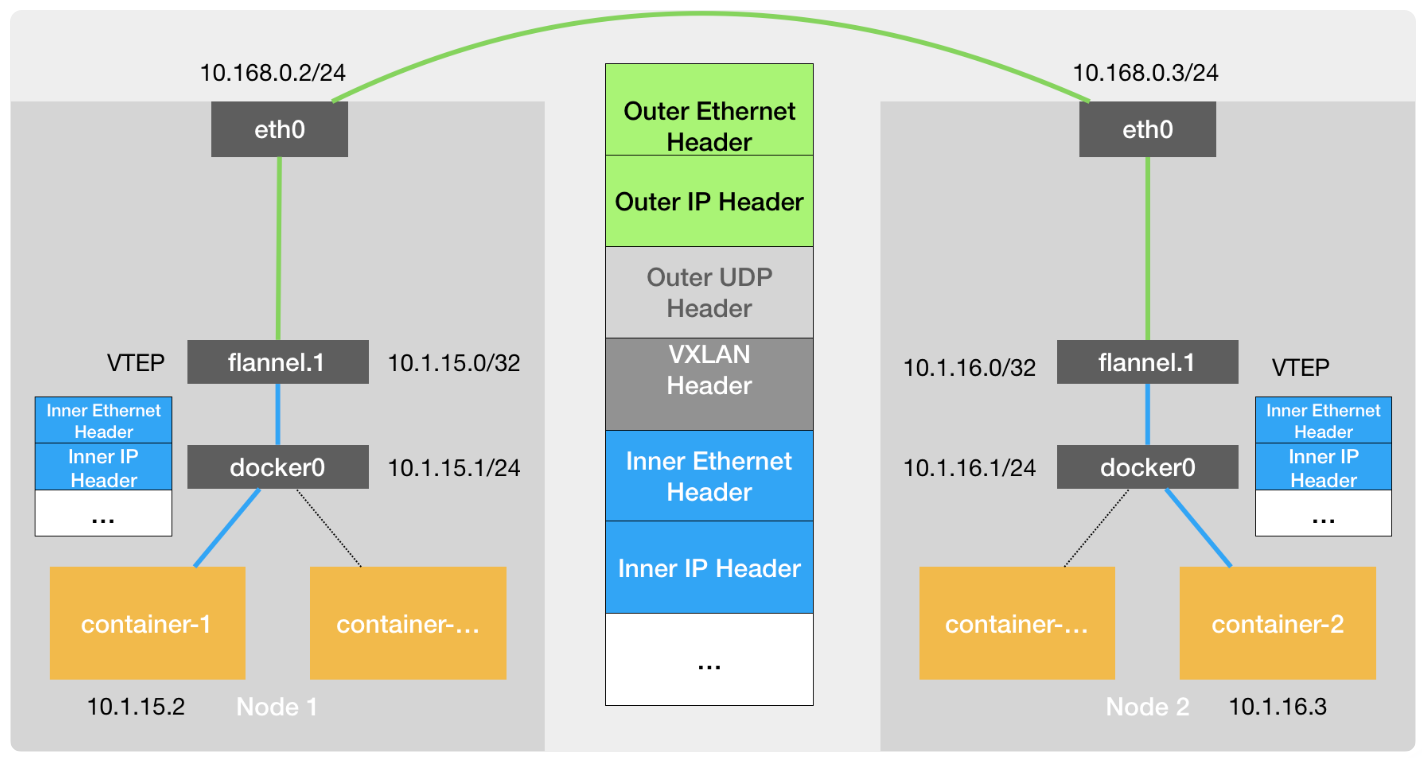 10.168.0.2/24
eth0
VTEP
flannel.1
10.1.15.0/32
Inner Ethernet
Header
Inner IP
Header
...
docker0
10.1.15.1/24
container-1
container-...
10.1.15.2
Node 1
Outer Ethernet
Header
Outer IP Header
Outer UDP
Header
VXLAN
Header
Inner Ethernet
Header
Inner IP Header
...
10.168.0.3/24
eth0
10.1.16.0/32
flannel.1
VTEP
10.1.16.1/24
docker0
Inner Ethernet
Header
Inner IP
Header
...
container-...
container-2
Node 2
10.1.16.3